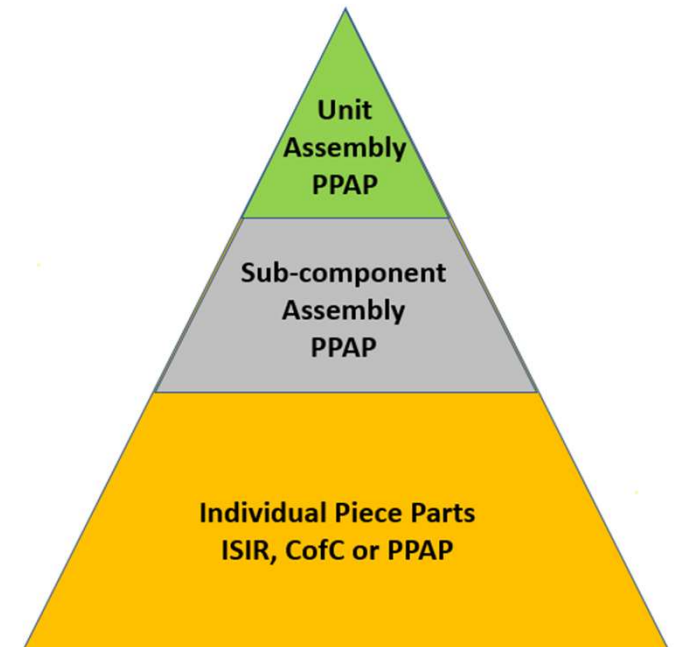 Unit
Assembly
PPAP
Sub-component
Assembly
PPAP
Individual Piece Parts
ISIR, CofC or PPAP